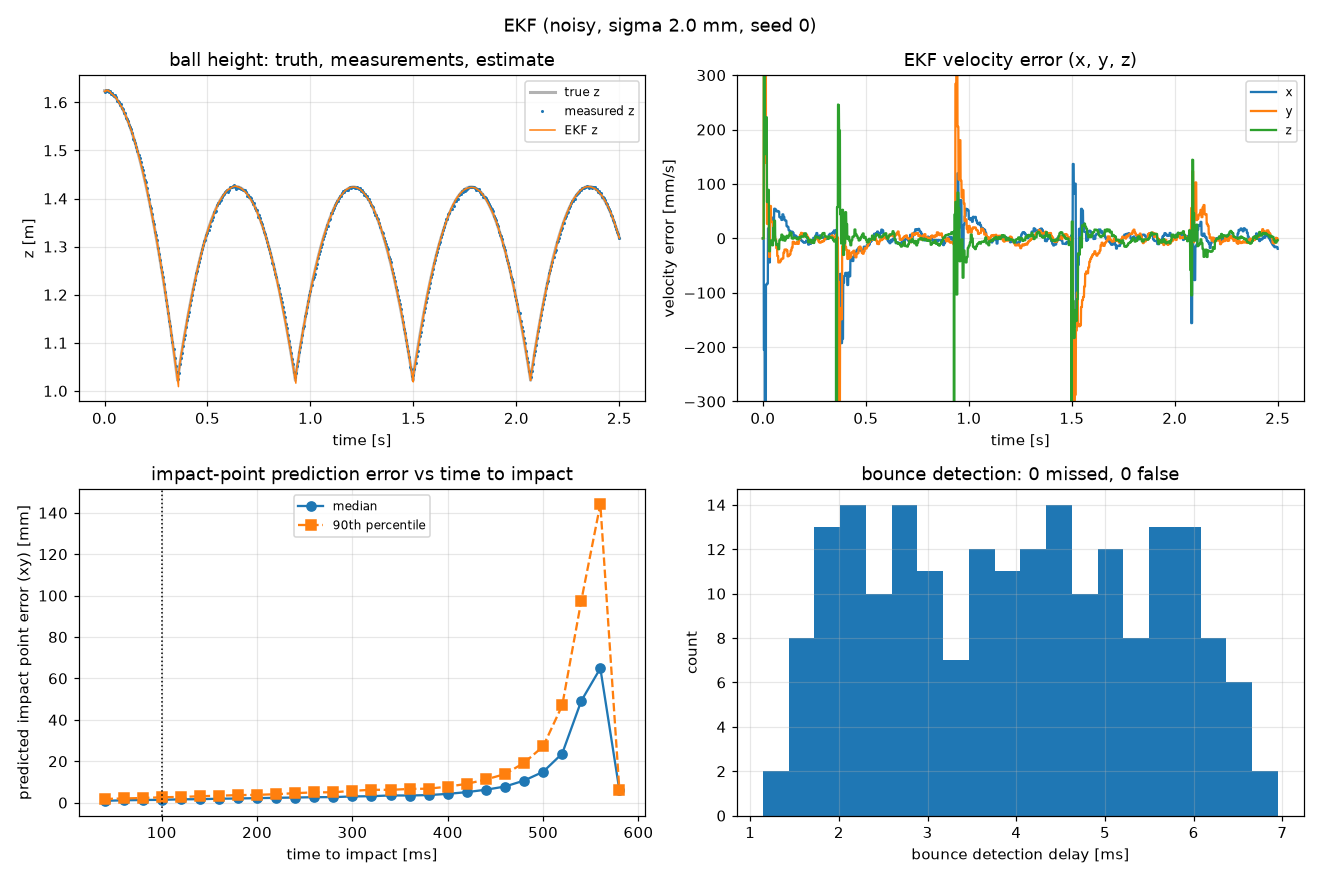 EKF (noisy, sigma 2.0 mm, seed 0)
ball height: truth, measurements, estimate
z [m]
1.6
1.5
1.4
1.3
1.2
1.1
1.0
true z
measured z
EKF z
0.0 0.5 1.0 1.5 2.0 2.5
time [s]
EKF velocity error (x, y, z)
velocity error [mm/s]
300
200
100
0
−100
−200
−300
x
y
z
0.0 0.5 1.0 1.5 2.0 2.5
time [s]
impact-point prediction error vs time to impact
predicted impact point error (xy) [mm]
140
120
100
80
60
40
20
0
median
90th percentile
100 200 300 400 500 600
time to impact [ms]
bounce detection: 0 missed, 0 false
count
14
12
10
8
6
4
2
0
1 2 3 4 5 6 7
bounce detection delay [ms]